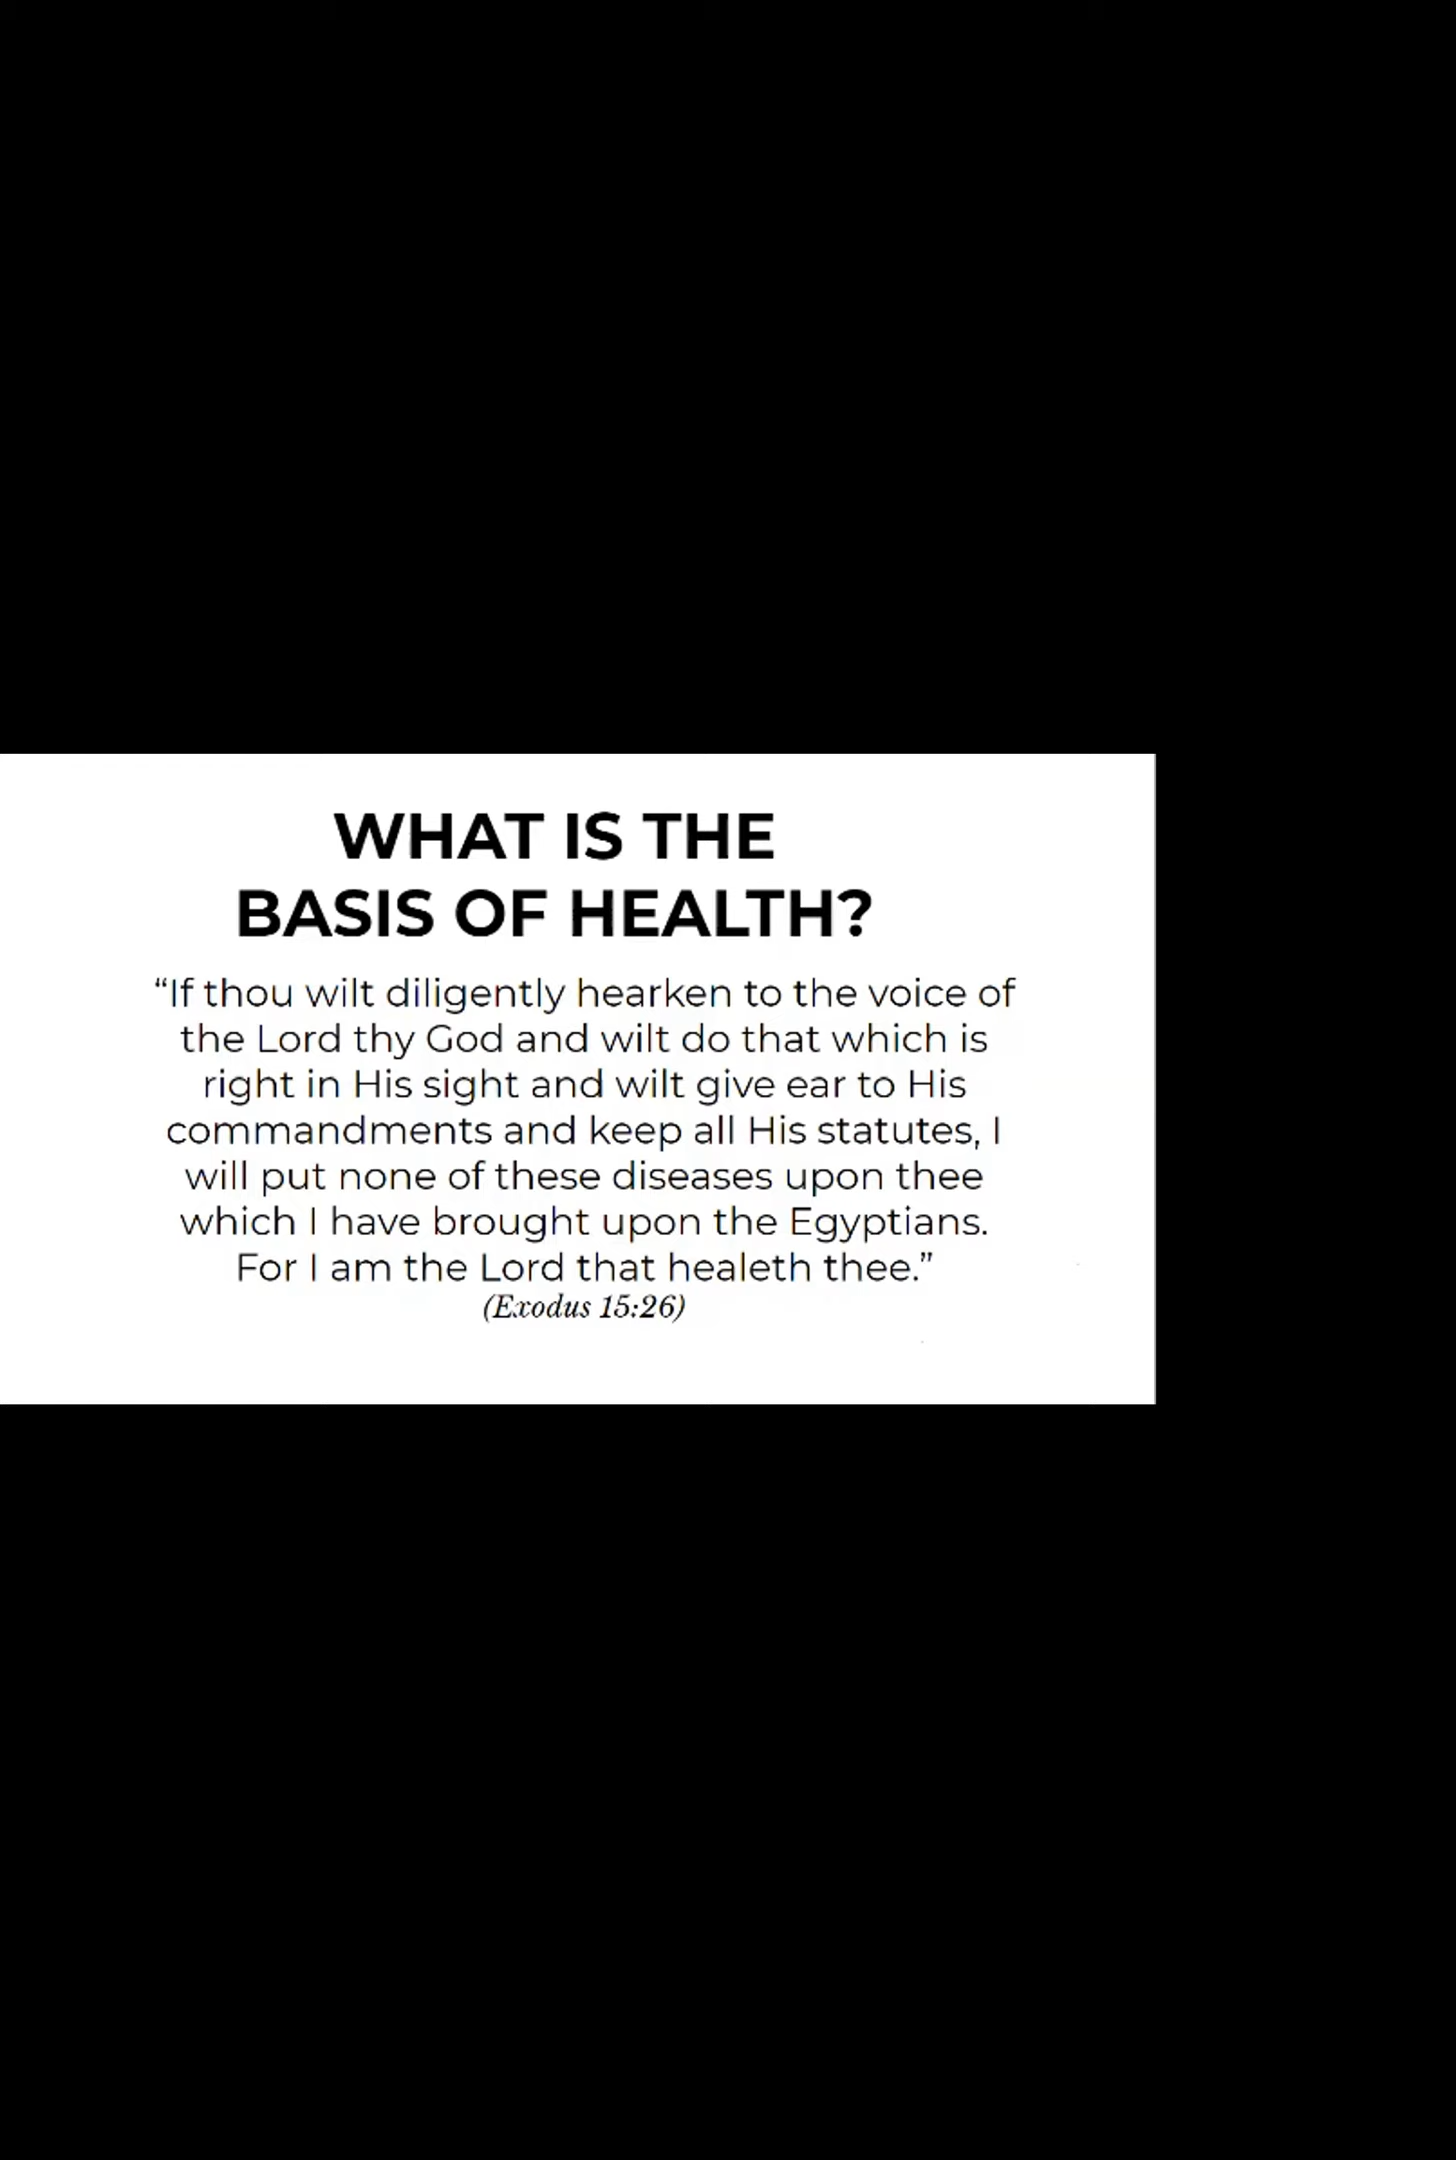 WHAT IS THE
BASIS OF HEALTH?
“If thou wilt diligently hearken to the voice of
the Lord thy God and wilt do that which is
right in His sight and wilt give ear to His
commandments and keep all His statutes, I
will put none of these diseases upon thee
which I have brought upon the Egyptians.
For I am the Lord that healeth thee.”
(Exodus 15:26)